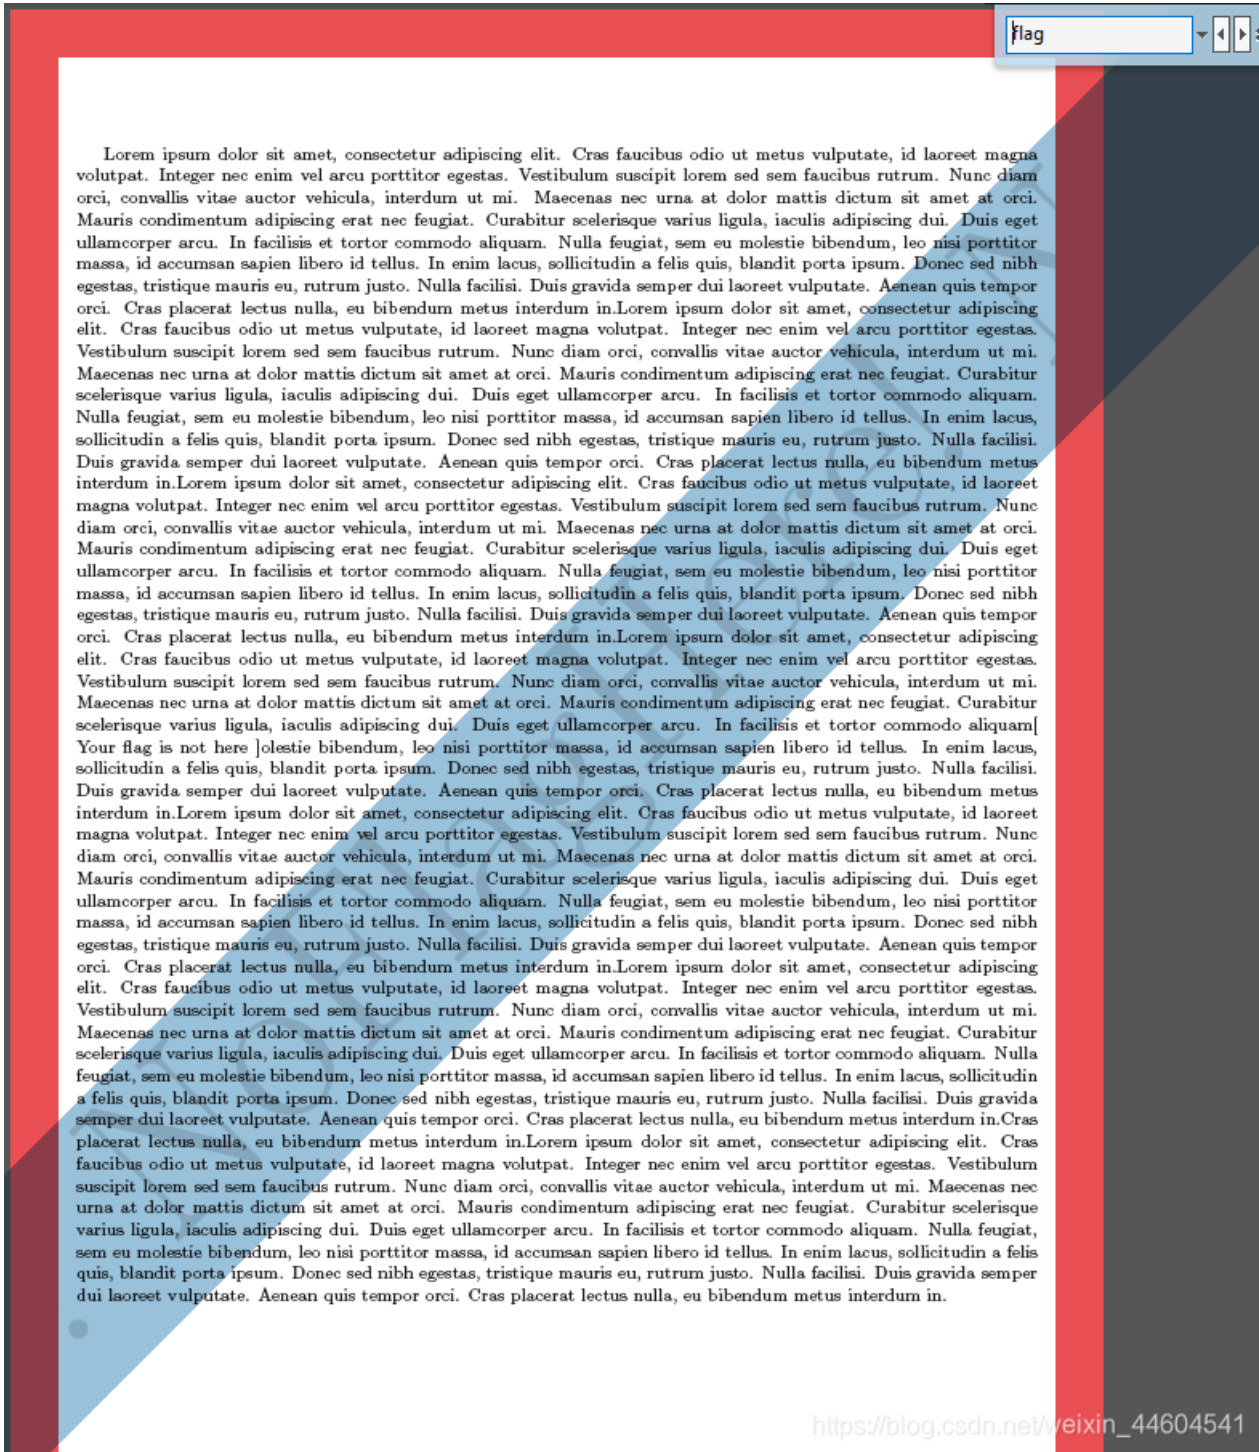 flag
Lorem ipsum dolor sit amet, consectetur adipiscing elit. Cras faucibus odio ut metus vulputate, id laoreet magna
volutpat. Integer nec enim vel arcu porttitor egestas. Vestibulum suscipit lorem sed sem faucibus rutrum. Nunc diam
orci, convallis vitae auctor vehicula, interdum ut mi. Maecenas nec urna at dolor mattis dictum sit amet at orci.
Mauris condimentum adipiscing erat nec feugiat. Curabitur scelerisque varius ligula, iaculis adipiscing dui. Duis eget
ullamcorper arcu. In facilisis et tortor commodo aliquam. Nulla feugiat, sem eu molestie bibendum, leo nisi porttitor
massa, id accumsan sapien libero id tellus. In enim lacus, sollicitudin a felis quis, blandit porta ipsum. Donec sed nibh
egestas, tristique mauris eu, rutrum justo. Nulla facilisi. Duis gravida semper dui laoreet vulputate. Aenean quis tempor
orci. Cras placerat lectus nulla, eu bibendum metus interdum in.Lorem ipsum dolor sit amet, consectetur adipiscing
elit. Cras faucibus odio ut metus vulputate, id laoreet magna volutpat. Integer nec enim vel arcu porttitor egestas.
Vestibulum suscipit lorem sed sem faucibus rutrum. Nunc diam orci, convallis vitae auctor vehicula, interdum ut mi.
Maecenas nec urna at dolor mattis dictum sit amet at orci. Mauris condimentum adipiscing erat nec feugiat. Curabitur
scelerisque varius ligula, iaculis adipiscing dui. Duis eget ullamcorper arcu. In facilisis et tortor commodo aliquam.
Nulla feugiat, sem eu molestie bibendum, leo nisi porttitor massa, id accumsan sapien libero id tellus. In enim lacus,
sollicitudin a felis quis, blandit porta ipsum. Donec sed nibh egestas, tristique mauris eu, rutrum justo. Nulla facilisi.
Duis gravida semper dui laoreet vulputate. Aenean quis tempor orci. Cras placerat lectus nulla, eu bibendum metus
interdum in.Lorem ipsum dolor sit amet, consectetur adipiscing elit. Cras faucibus odio ut metus vulputate, id laoreet
magna volutpat. Integer nec enim vel arcu porttitor egestas. Vestibulum suscipit lorem sed sem faucibus rutrum. Nunc
diam orci, convallis vitae auctor vehicula, interdum ut mi. Maecenas nec urna at dolor mattis dictum sit amet at orci.
Mauris condimentum adipiscing erat nec feugiat. Curabitur scelerisque varius ligula, iaculis adipiscing dui. Duis eget
ullamcorper arcu. In facilisis et tortor commodo aliquam. Nulla feugiat, sem eu molestie bibendum, leo nisi porttitor
massa, id accumsan sapien libero id tellus. In enim lacus, sollicitudin a felis quis, blandit porta ipsum. Donec sed nibh
egestas, tristique mauris eu, rutrum justo. Nulla facilisi. Duis gravida semper dui laoreet vulputate. Aenean quis tempor
orci. Cras placerat lectus nulla, eu bibendum metus interdum in.Lorem ipsum dolor sit amet, consectetur adipiscing
elit. Cras faucibus odio ut metus vulputate, id laoreet magna volutpat. Integer nec enim vel arcu porttitor egestas.
Vestibulum suscipit lorem sed sem faucibus rutrum. Nunc diam orci, convallis vitae auctor vehicula, interdum ut mi.
Maecenas nec urna at dolor mattis dictum sit amet at orci. Mauris condimentum adipiscing erat nec feugiat. Curabitur
scelerisque varius ligula, iaculis adipiscing dui. Duis eget ullamcorper arcu. In facilisis et tortor commodo aliquam[
Your flag is not here ]olestie bibendum, leo nisi porttitor massa, id accumsan sapien libero id tellus. In enim lacus,
sollicitudin a felis quis, blandit porta ipsum. Donec sed nibh egestas, tristique mauris eu, rutrum justo. Nulla facilisi.
Duis gravida semper dui laoreet vulputate. Aenean quis tempor orci. Cras placerat lectus nulla, eu bibendum metus
interdum in.Lorem ipsum dolor sit amet, consectetur adipiscing elit. Cras faucibus odio ut metus vulputate, id laoreet
magna volutpat. Integer nec enim vel arcu porttitor egestas. Vestibulum suscipit lorem sed sem faucibus rutrum. Nunc
diam orci, convallis vitae auctor vehicula, interdum ut mi. Maecenas nec urna at dolor mattis dictum sit amet at orci.
Mauris condimentum adipiscing erat nec feugiat. Curabitur scelerisque varius ligula, iaculis adipiscing dui. Duis eget
ullamcorper arcu. In facilisis et tortor commodo aliquam. Nulla feugiat, sem eu molestie bibendum, leo nisi porttitor
massa, id accumsan sapien libero id tellus. In enim lacus, sollicitudin a felis quis, blandit porta ipsum. Donec sed nibh
egestas, tristique mauris eu, rutrum justo. Nulla facilisi. Duis gravida semper dui laoreet vulputate. Aenean quis tempor
orci. Cras placerat lectus nulla, eu bibendum metus interdum in.Lorem ipsum dolor sit amet, consectetur adipiscing
elit. Cras faucibus odio ut metus vulputate, id laoreet magna volutpat. Integer nec enim vel arcu porttitor egestas.
Vestibulum suscipit lorem sed sem faucibus rutrum. Nunc diam orci, convallis vitae auctor vehicula, interdum ut mi.
Maecenas nec urna at dolor mattis dictum sit amet at orci. Mauris condimentum adipiscing erat nec feugiat. Curabitur
scelerisque varius ligula, iaculis adipiscing dui. Duis eget ullamcorper arcu. In facilisis et tortor commodo aliquam. Nulla
feugiat, sem eu molestie bibendum, leo nisi porttitor massa, id accumsan sapien libero id tellus. In enim lacus, sollicitudin
a felis quis, blandit porta ipsum. Donec sed nibh egestas, tristique mauris eu, rutrum justo. Nulla facilisi. Duis gravida
semper dui laoreet vulputate. Aenean quis tempor orci. Cras placerat lectus nulla, eu bibendum metus interdum in.Cras
placerat lectus nulla, eu bibendum metus interdum in.Lorem ipsum dolor sit amet, consectetur adipiscing elit. Cras
faucibus odio ut metus vulputate, id laoreet magna volutpat. Integer nec enim vel arcu porttitor egestas. Vestibulum
suscipit lorem sed sem faucibus rutrum. Nunc diam orci, convallis vitae auctor vehicula, interdum ut mi. Maecenas nec
urna at dolor mattis dictum sit amet at orci. Mauris condimentum adipiscing erat nec feugiat. Curabitur scelerisque
varius ligula, iaculis adipiscing dui. Duis eget ullamcorper arcu. In facilisis et tortor commodo aliquam. Nulla feugiat,
sem eu molestie bibendum, leo nisi porttitor massa, id accumsan sapien libero id tellus. In enim lacus, sollicitudin a felis
quis, blandit porta ipsum. Donec sed nibh egestas, tristique mauris eu, rutrum justo. Nulla facilisi. Duis gravida semper
dui laoreet vulputate. Aenean quis tempor orci. Cras placerat lectus nulla, eu bibendum metus interdum in.
NoFlagHere! N
https://blog.csdn.net/weixin_44604541